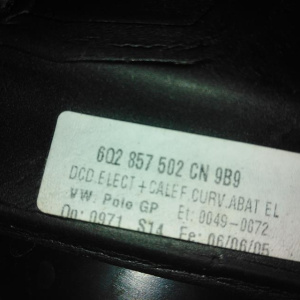 6Q2 857 502 CN 9B9
DCD.ELECT+CALEF.CURV.ABAT EL
VW. Polo GP Et: 0049-0072
Op: 0971 S14 Fe: 06/06/05